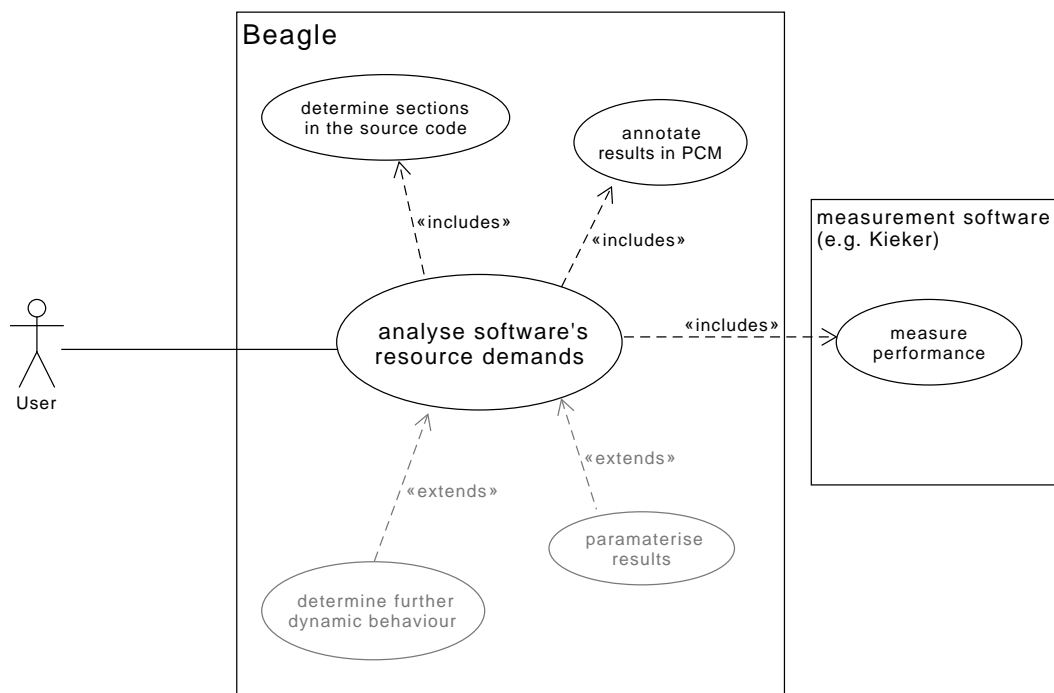 Beagle
determine sections
in the source code
annotate
results in PCM
«includes»
«includes»
measurement software
(e.g. Kieker)
analyse software's
resource demands
«includes»
measure
performance
User
«extends»
«extends»
paramaterise
results
determine further
dynamic behaviour